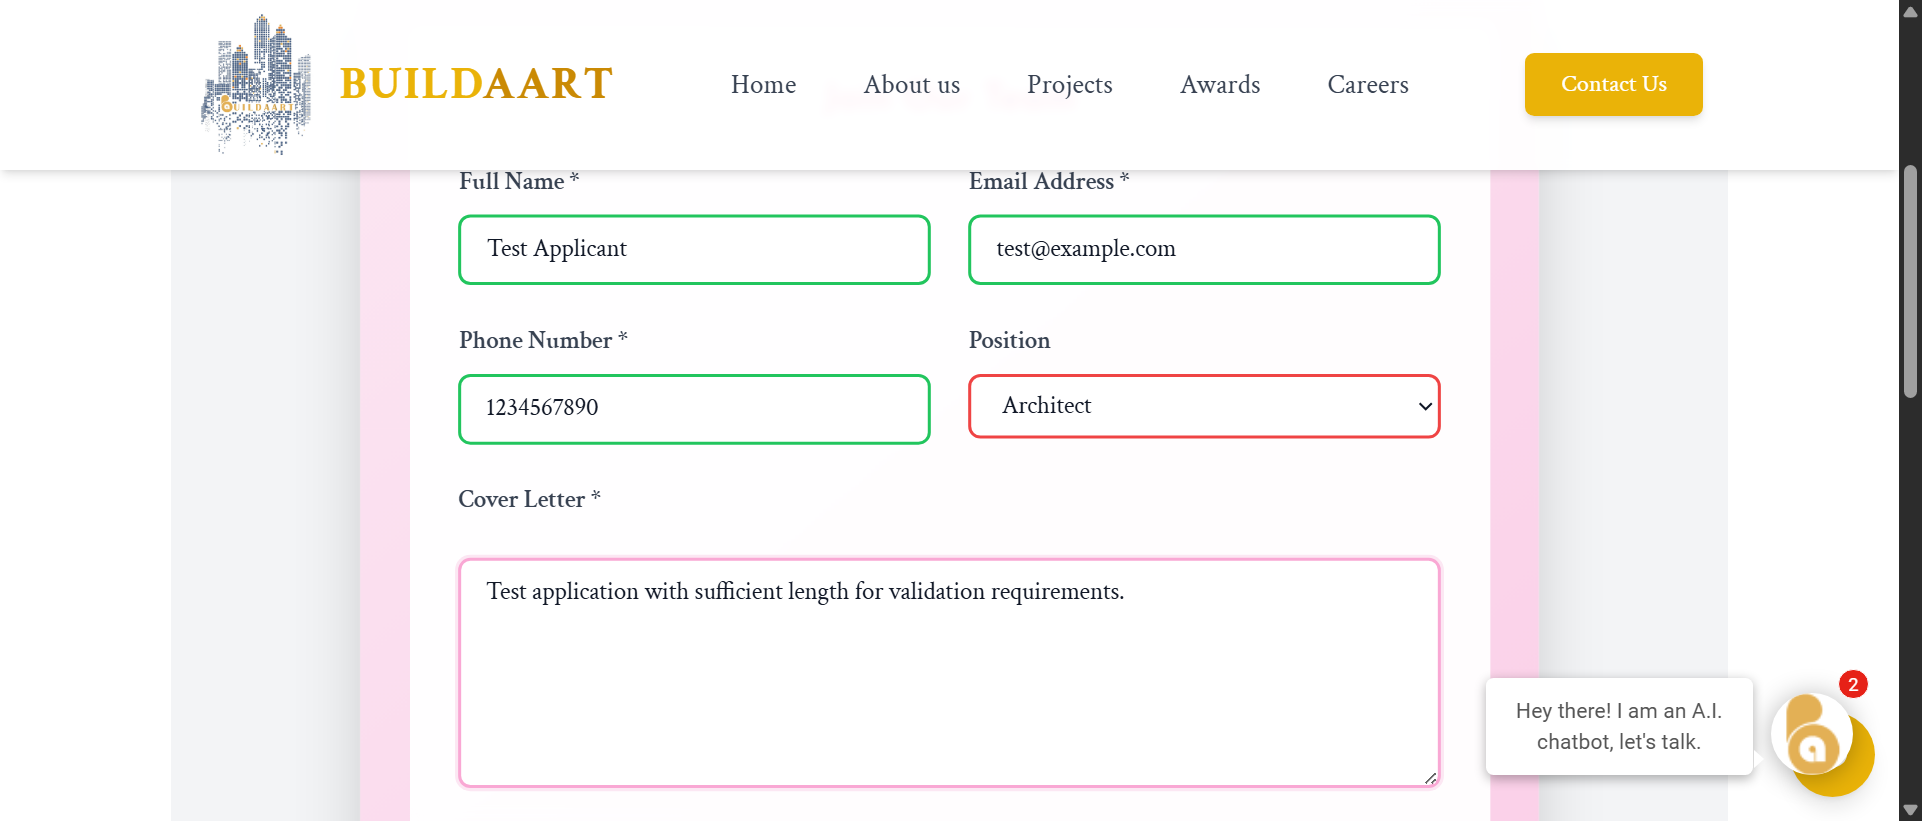 BUILDAART
BUILDAART
Home
About us
Projects
Awards
Careers
Contact Us
Full Name *
Email Address *
Test Applicant
test@example.com
Phone Number *
Position
1234567890
Architect
Cover Letter *
Test application with sufficient length for validation requirements.
Hey there! I am an A.I.
chatbot, let's talk.
2
ba